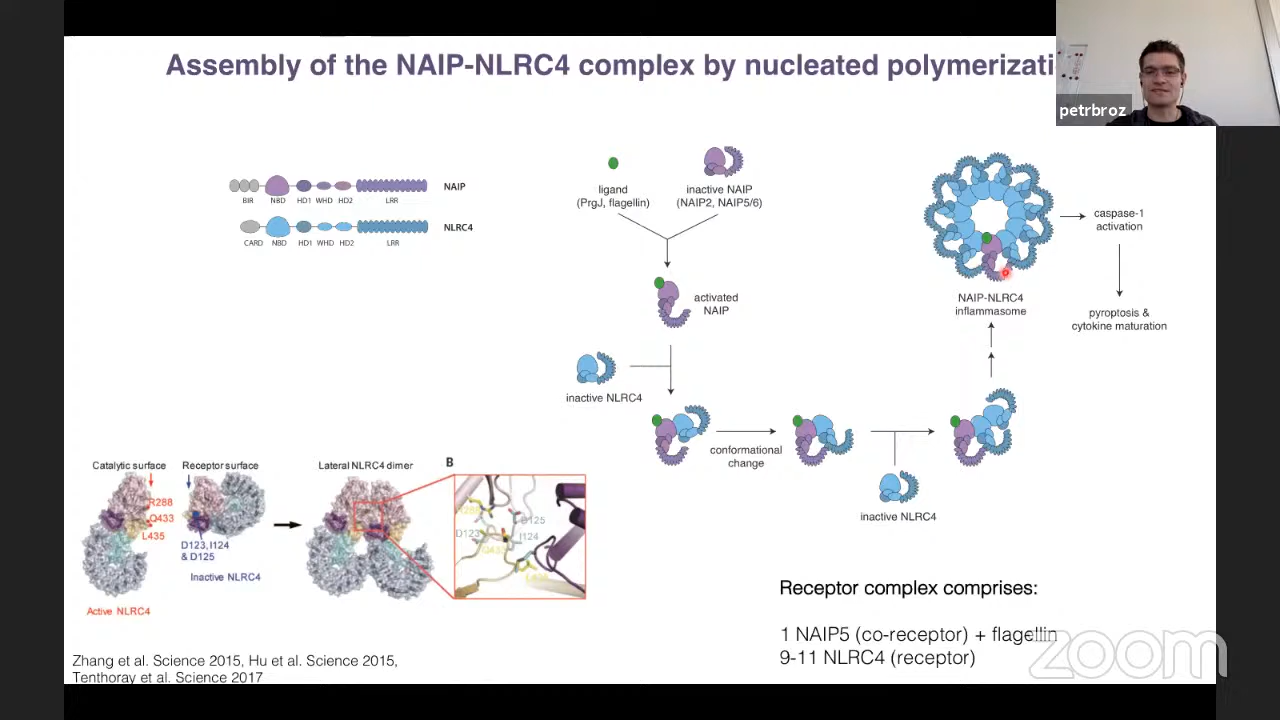 Assembly of the NAIP-NLRC4 complex by nucleated polymerizati
petrbroz
BIR NBD HD1 WHD HD2 LRR NAIP
CARD NBD HD1 WHD HD2 LRR NLRC4
ligand
(PrgJ, flagellin)
inactive NAIP
(NAIP2, NAIP5/6)
activated
NAIP
inactive NLRC4
conformational
change
inactive NLRC4
NAIP-NLRC4
inflammasome
caspase-1
activation
pyroptosis &
cytokine maturation
Catalytic surface
Receptor surface
Lateral NLRC4 dimer
B
R288
Q433
L435
D123, I124
& D125
Inactive NLRC4
Active NLRC4
D125
D123
I124
Q433
Receptor complex comprises:
1 NAIP5 (co-receptor) + flagellin
9-11 NLRC4 (receptor)
Zhang et al. Science 2015, Hu et al. Science 2015,
Tenthoray et al. Science 2017
zoom